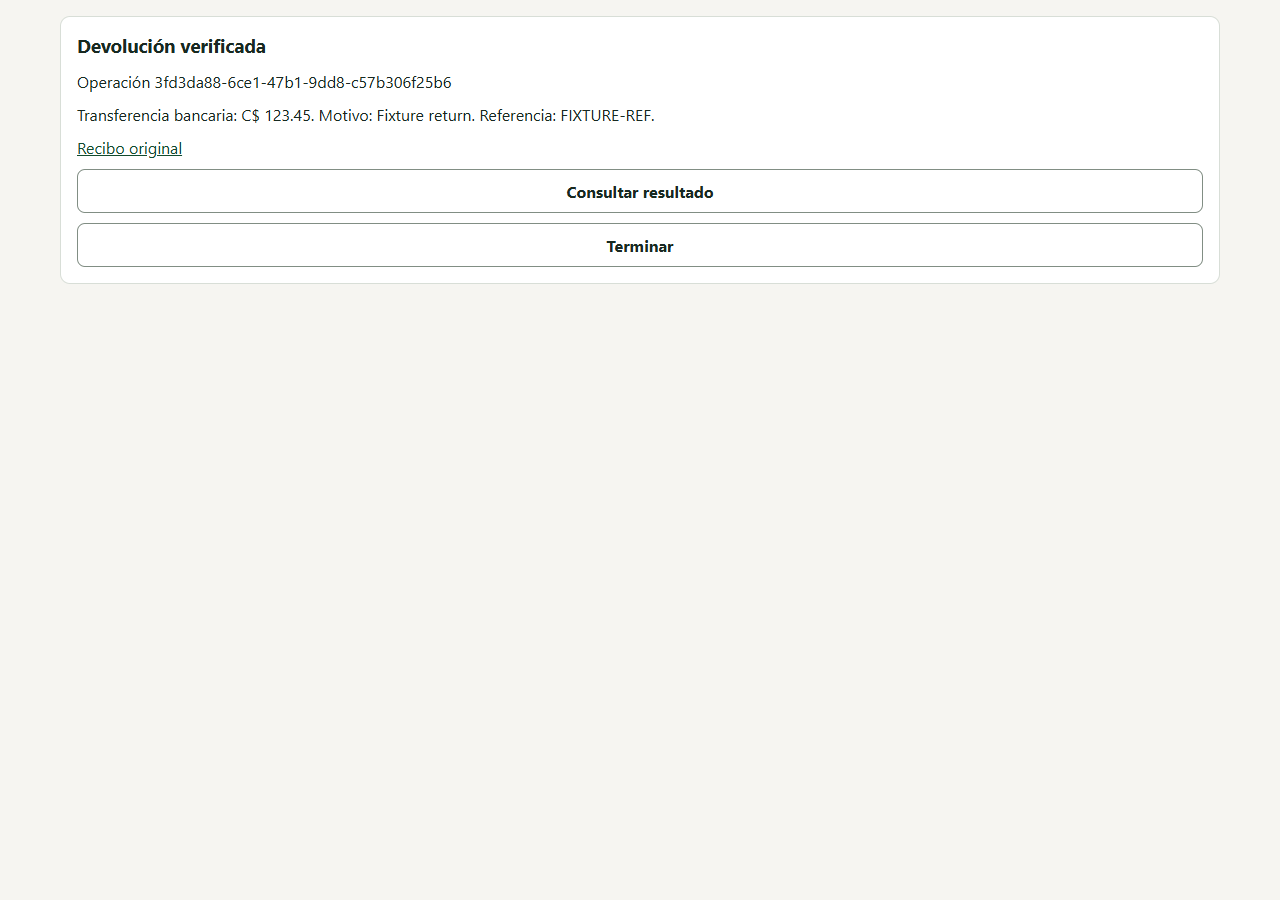 Devolución verificada
Operación 3fd3da88-6ce1-47b1-9dd8-c57b306f25b6
Transferencia bancaria: C$ 123.45. Motivo: Fixture return. Referencia: FIXTURE-REF.
Recibo original
Consultar resultado
Terminar